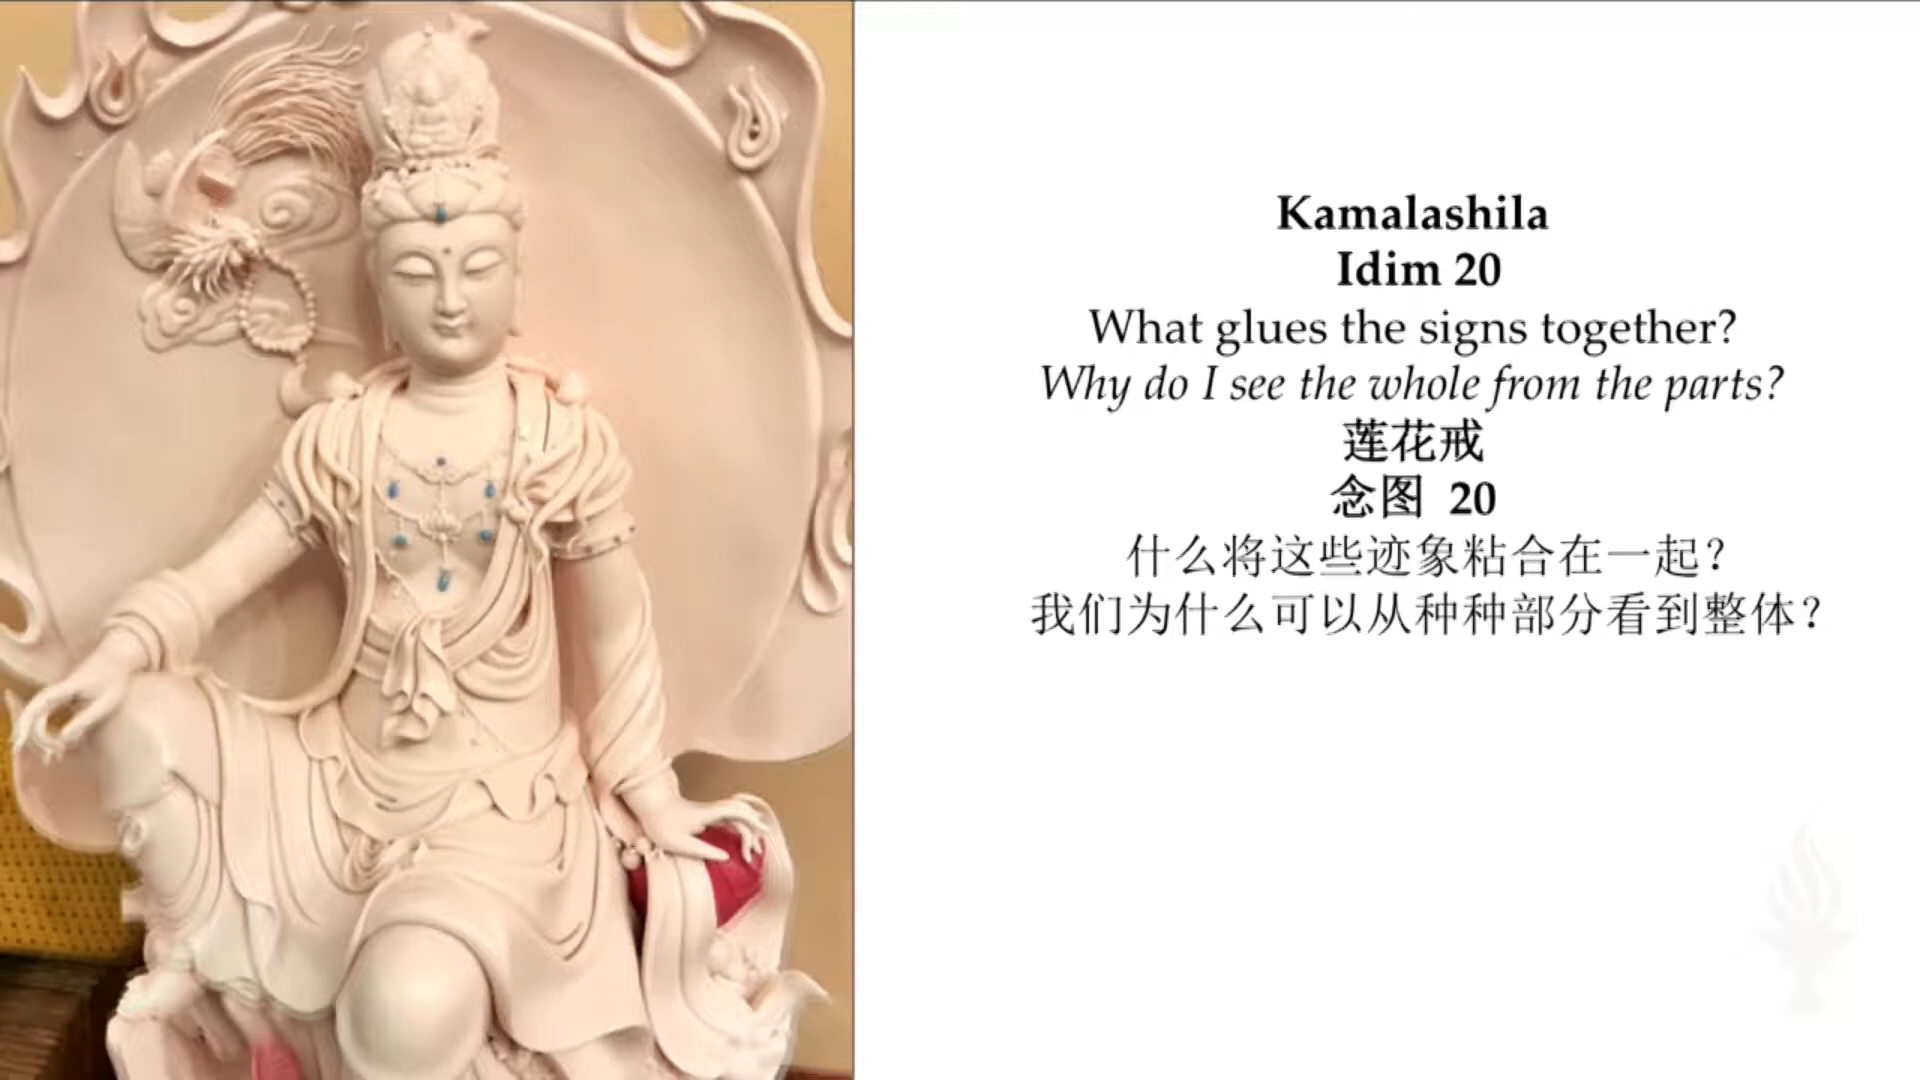 Kamalashila
Idim 20
What glues the signs together?
Why do I see the whole from the parts?
莲花戒
念图 20
什么将这些迹象粘合在一起？
我们为什么可以从种种部分看到整体？